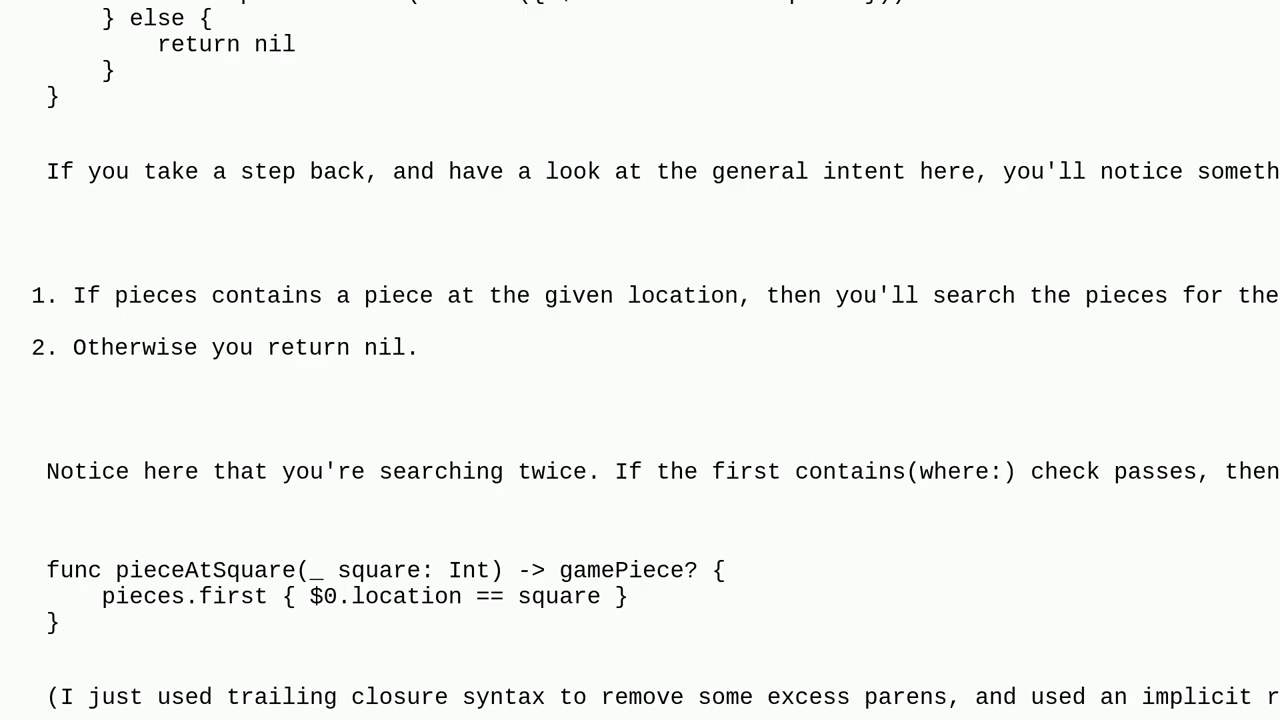 } else {
return nil
}
}
If you take a step back, and have a look at the general intent here, you'll notice
1. If pieces contains a piece at the given location, then you'll search the pieces for the
2. Otherwise you return nil.
Notice here that you're searching twice. If the first contains(where:) check passes, then
func pieceAtSquare(_ square: Int) -> gamePiece? {
pieces.first { $0.location == square }
}
(I just used trailing closure syntax to remove some excess parens, and used an implicit